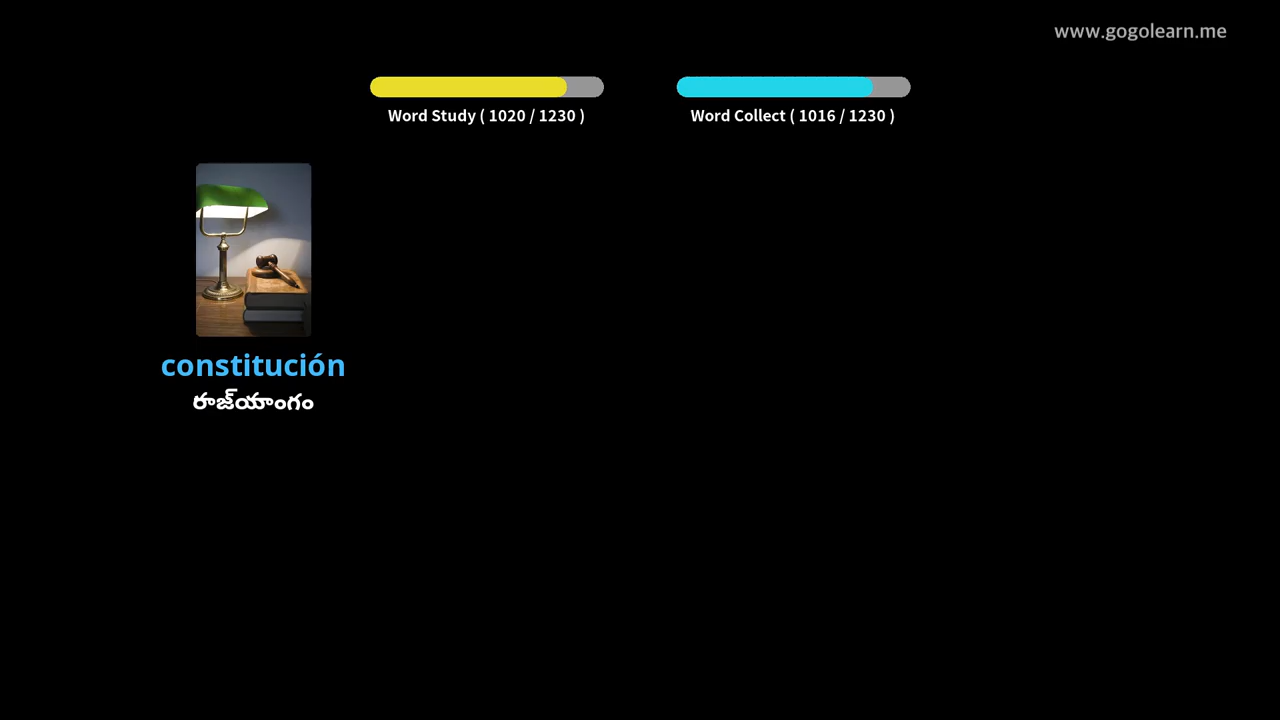 www.gogolearn.me
Word Study ( 1020 / 1230 )
Word Collect ( 1016 / 1230 )
constitución
రాజ్‌యాంగం